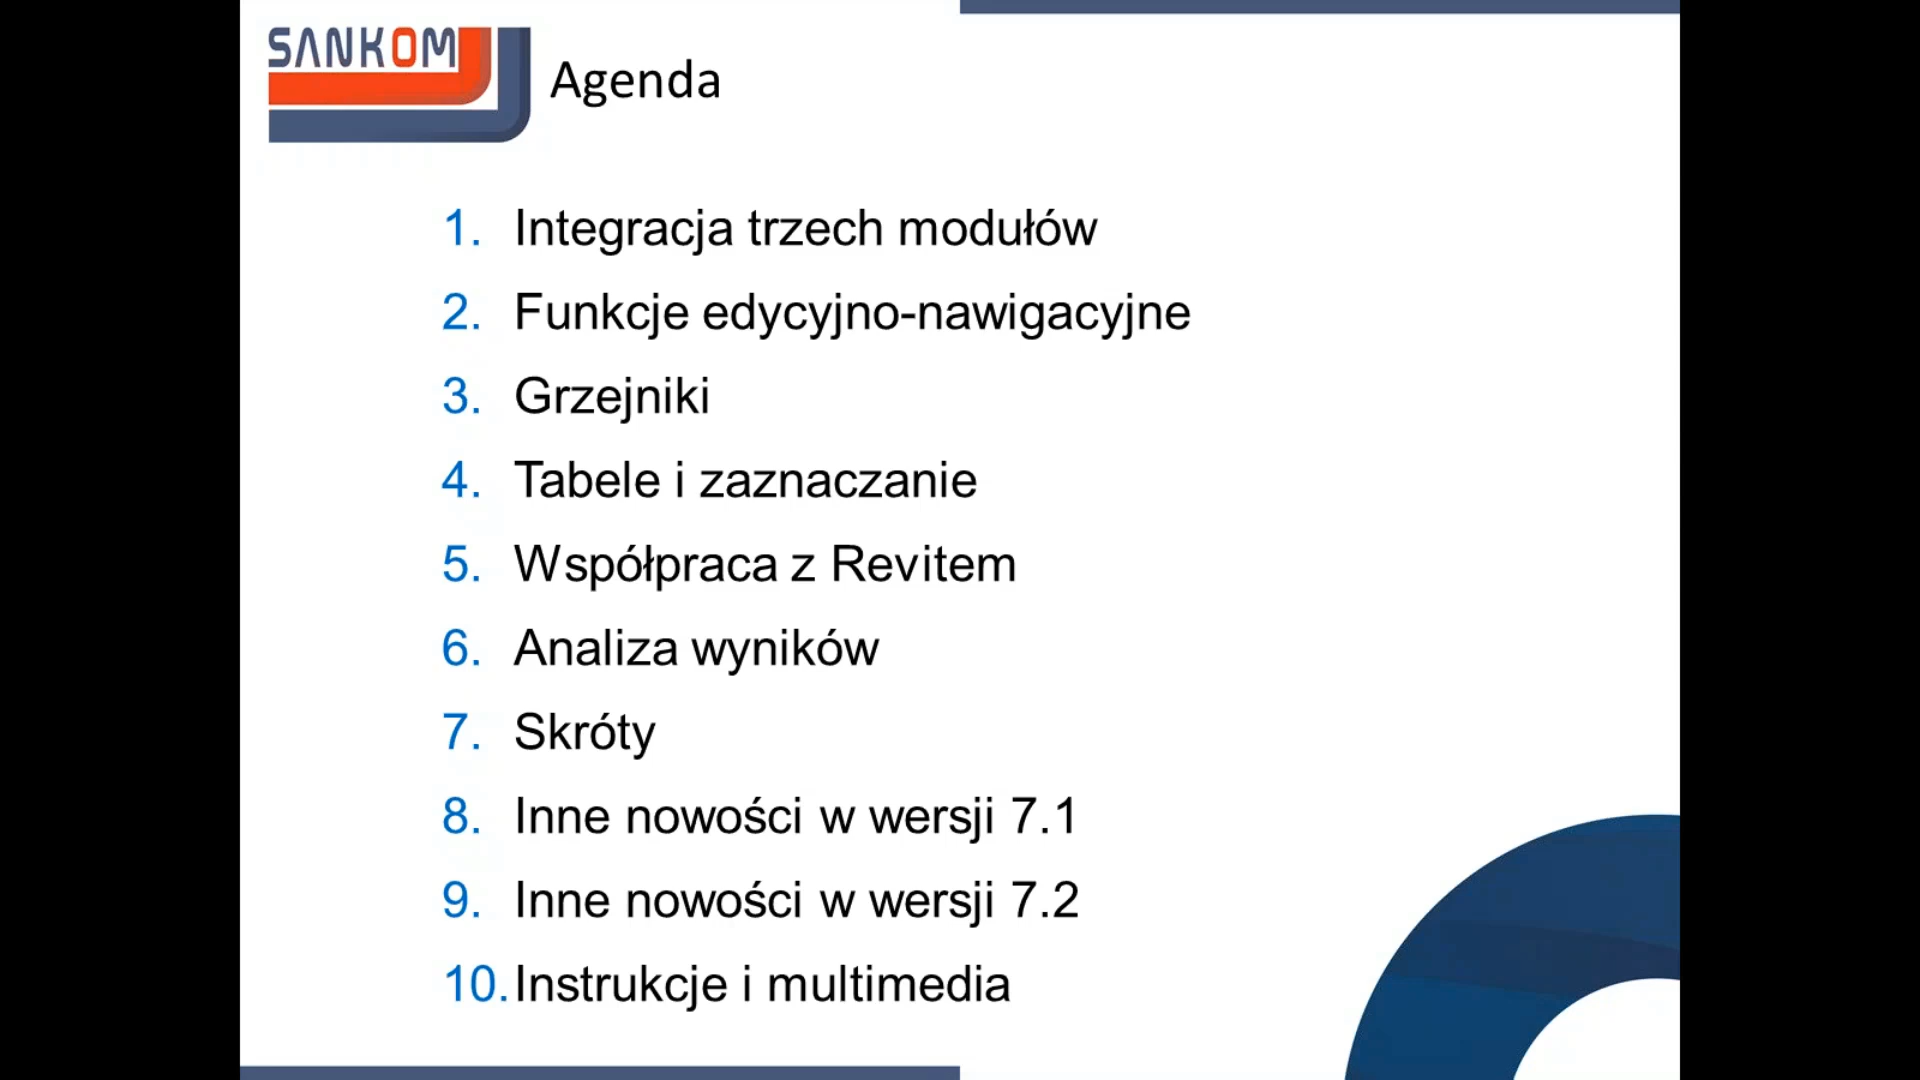 SANKOM
Agenda
1. Integracja trzech modułów
2. Funkcje edycyjno-nawigacyjne
3. Grzejniki
4. Tabele i zaznaczanie
5. Współpraca z Revitem
6. Analiza wyników
7. Skróty
8. Inne nowości w wersji 7.1
9. Inne nowości w wersji 7.2
10. Instrukcje i multimedia